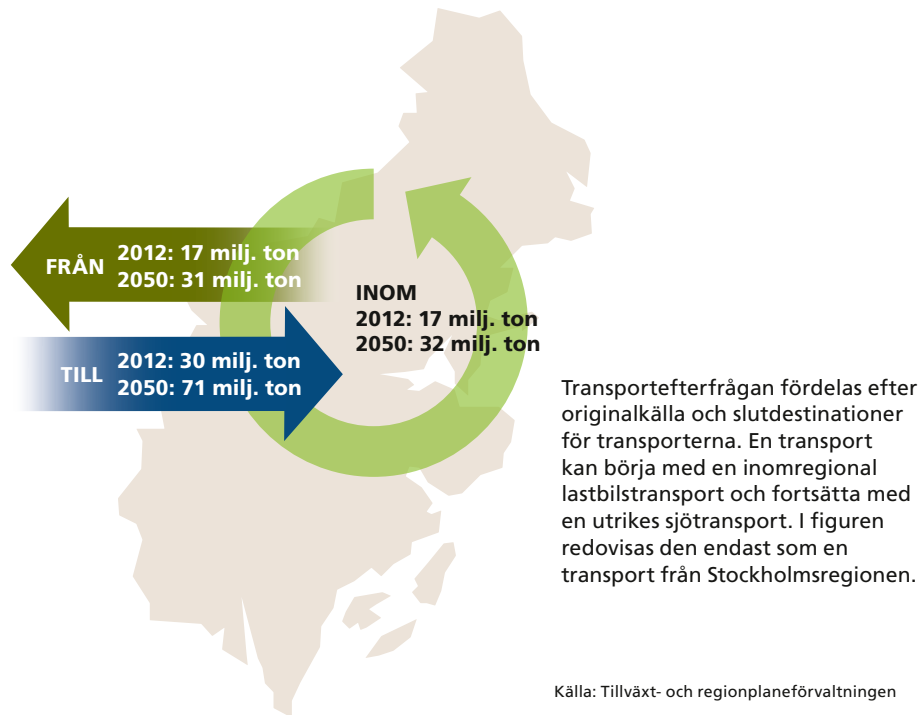 FRÅN
2012: 17 milj. ton
2050: 31 milj. ton
TILL
2012: 30 milj. ton
2050: 71 milj. ton
INOM
2012: 17 milj. ton
2050: 32 milj. ton
Transportefterfrågan fördelas efter
originalkälla och slutdestinationer
för transporterna. En transport
kan börja med en inomregional
lastbilstransport och fortsätta med
en utrikes sjötransport. I figuren
redovisas den endast som en
transport från Stockholmsregionen.
Källa: Tillväxt- och regionplaneförvaltningen